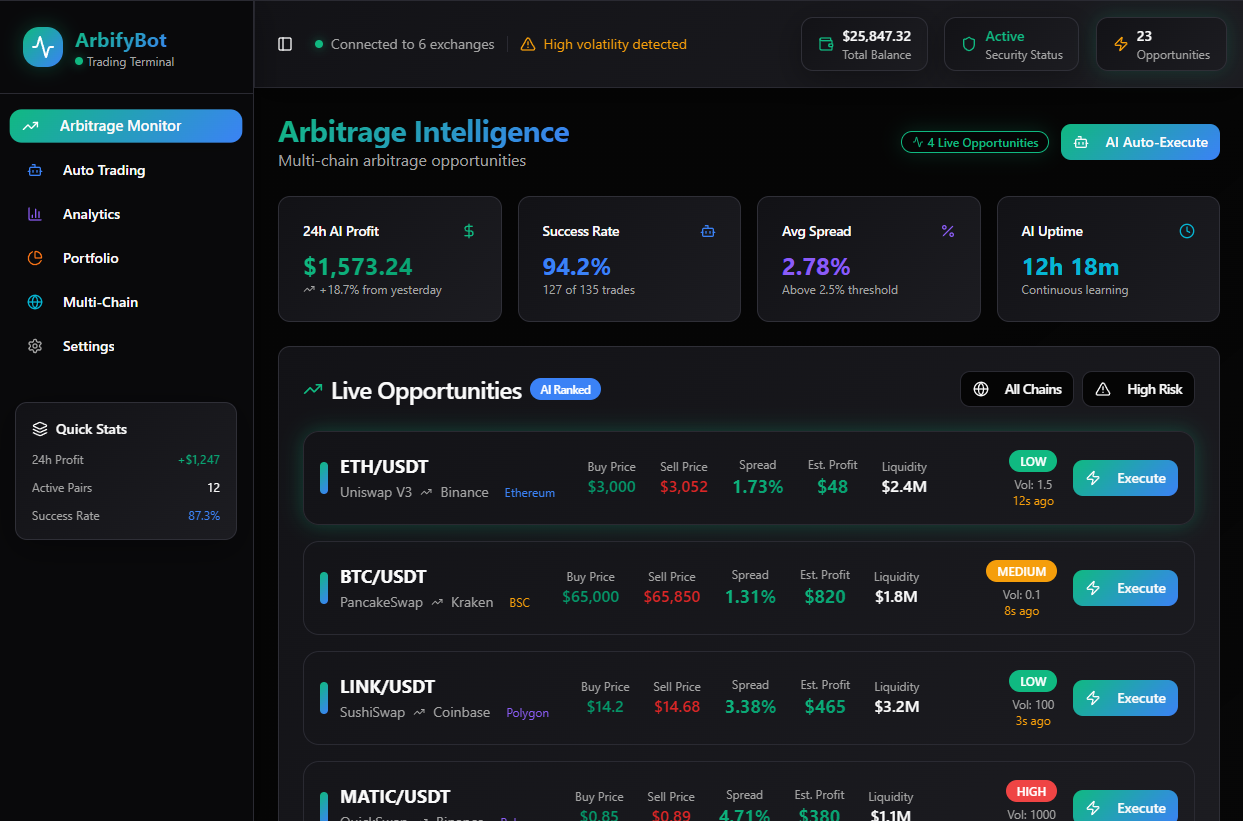 ArbifyBot
Trading Terminal
Connected to 6 exchanges
High volatility detected
$25,847.32
Total Balance
Active
Security Status
23
Opportunities
Arbitrage Monitor
Auto Trading
Analytics
Portfolio
Multi-Chain
Settings
Quick Stats
24h Profit +$1,247
Active Pairs 12
Success Rate 87.3%
Arbitrage Intelligence
Multi-chain arbitrage opportunities
4 Live Opportunities
AI Auto-Execute
24h AI Profit $
$1,573.24
+18.7% from yesterday
Success Rate
94.2%
127 of 135 trades
Avg Spread %
2.78%
Above 2.5% threshold
AI Uptime
12h 18m
Continuous learning
Live Opportunities AI Ranked
All Chains
High Risk
ETH/USDT
Uniswap V3 Binance Ethereum
Buy Price
$3,000
Sell Price
$3,052
Spread
1.73%
Est. Profit
$48
Liquidity
$2.4M
LOW
Vol: 1.5
12s ago
Execute
BTC/USDT
PancakeSwap Kraken BSC
Buy Price
$65,000
Sell Price
$65,850
Spread
1.31%
Est. Profit
$820
Liquidity
$1.8M
MEDIUM
Vol: 0.1
8s ago
Execute
LINK/USDT
SushiSwap Coinbase Polygon
Buy Price
$14.2
Sell Price
$14.68
Spread
3.38%
Est. Profit
$465
Liquidity
$3.2M
LOW
Vol: 100
3s ago
Execute
MATIC/USDT
QuickSwap Binance
Buy Price
$0.85
Sell Price
$0.89
Spread
4.71%
Est. Profit
$380
Liquidity
$1.1M
HIGH
Vol: 1000
Execute